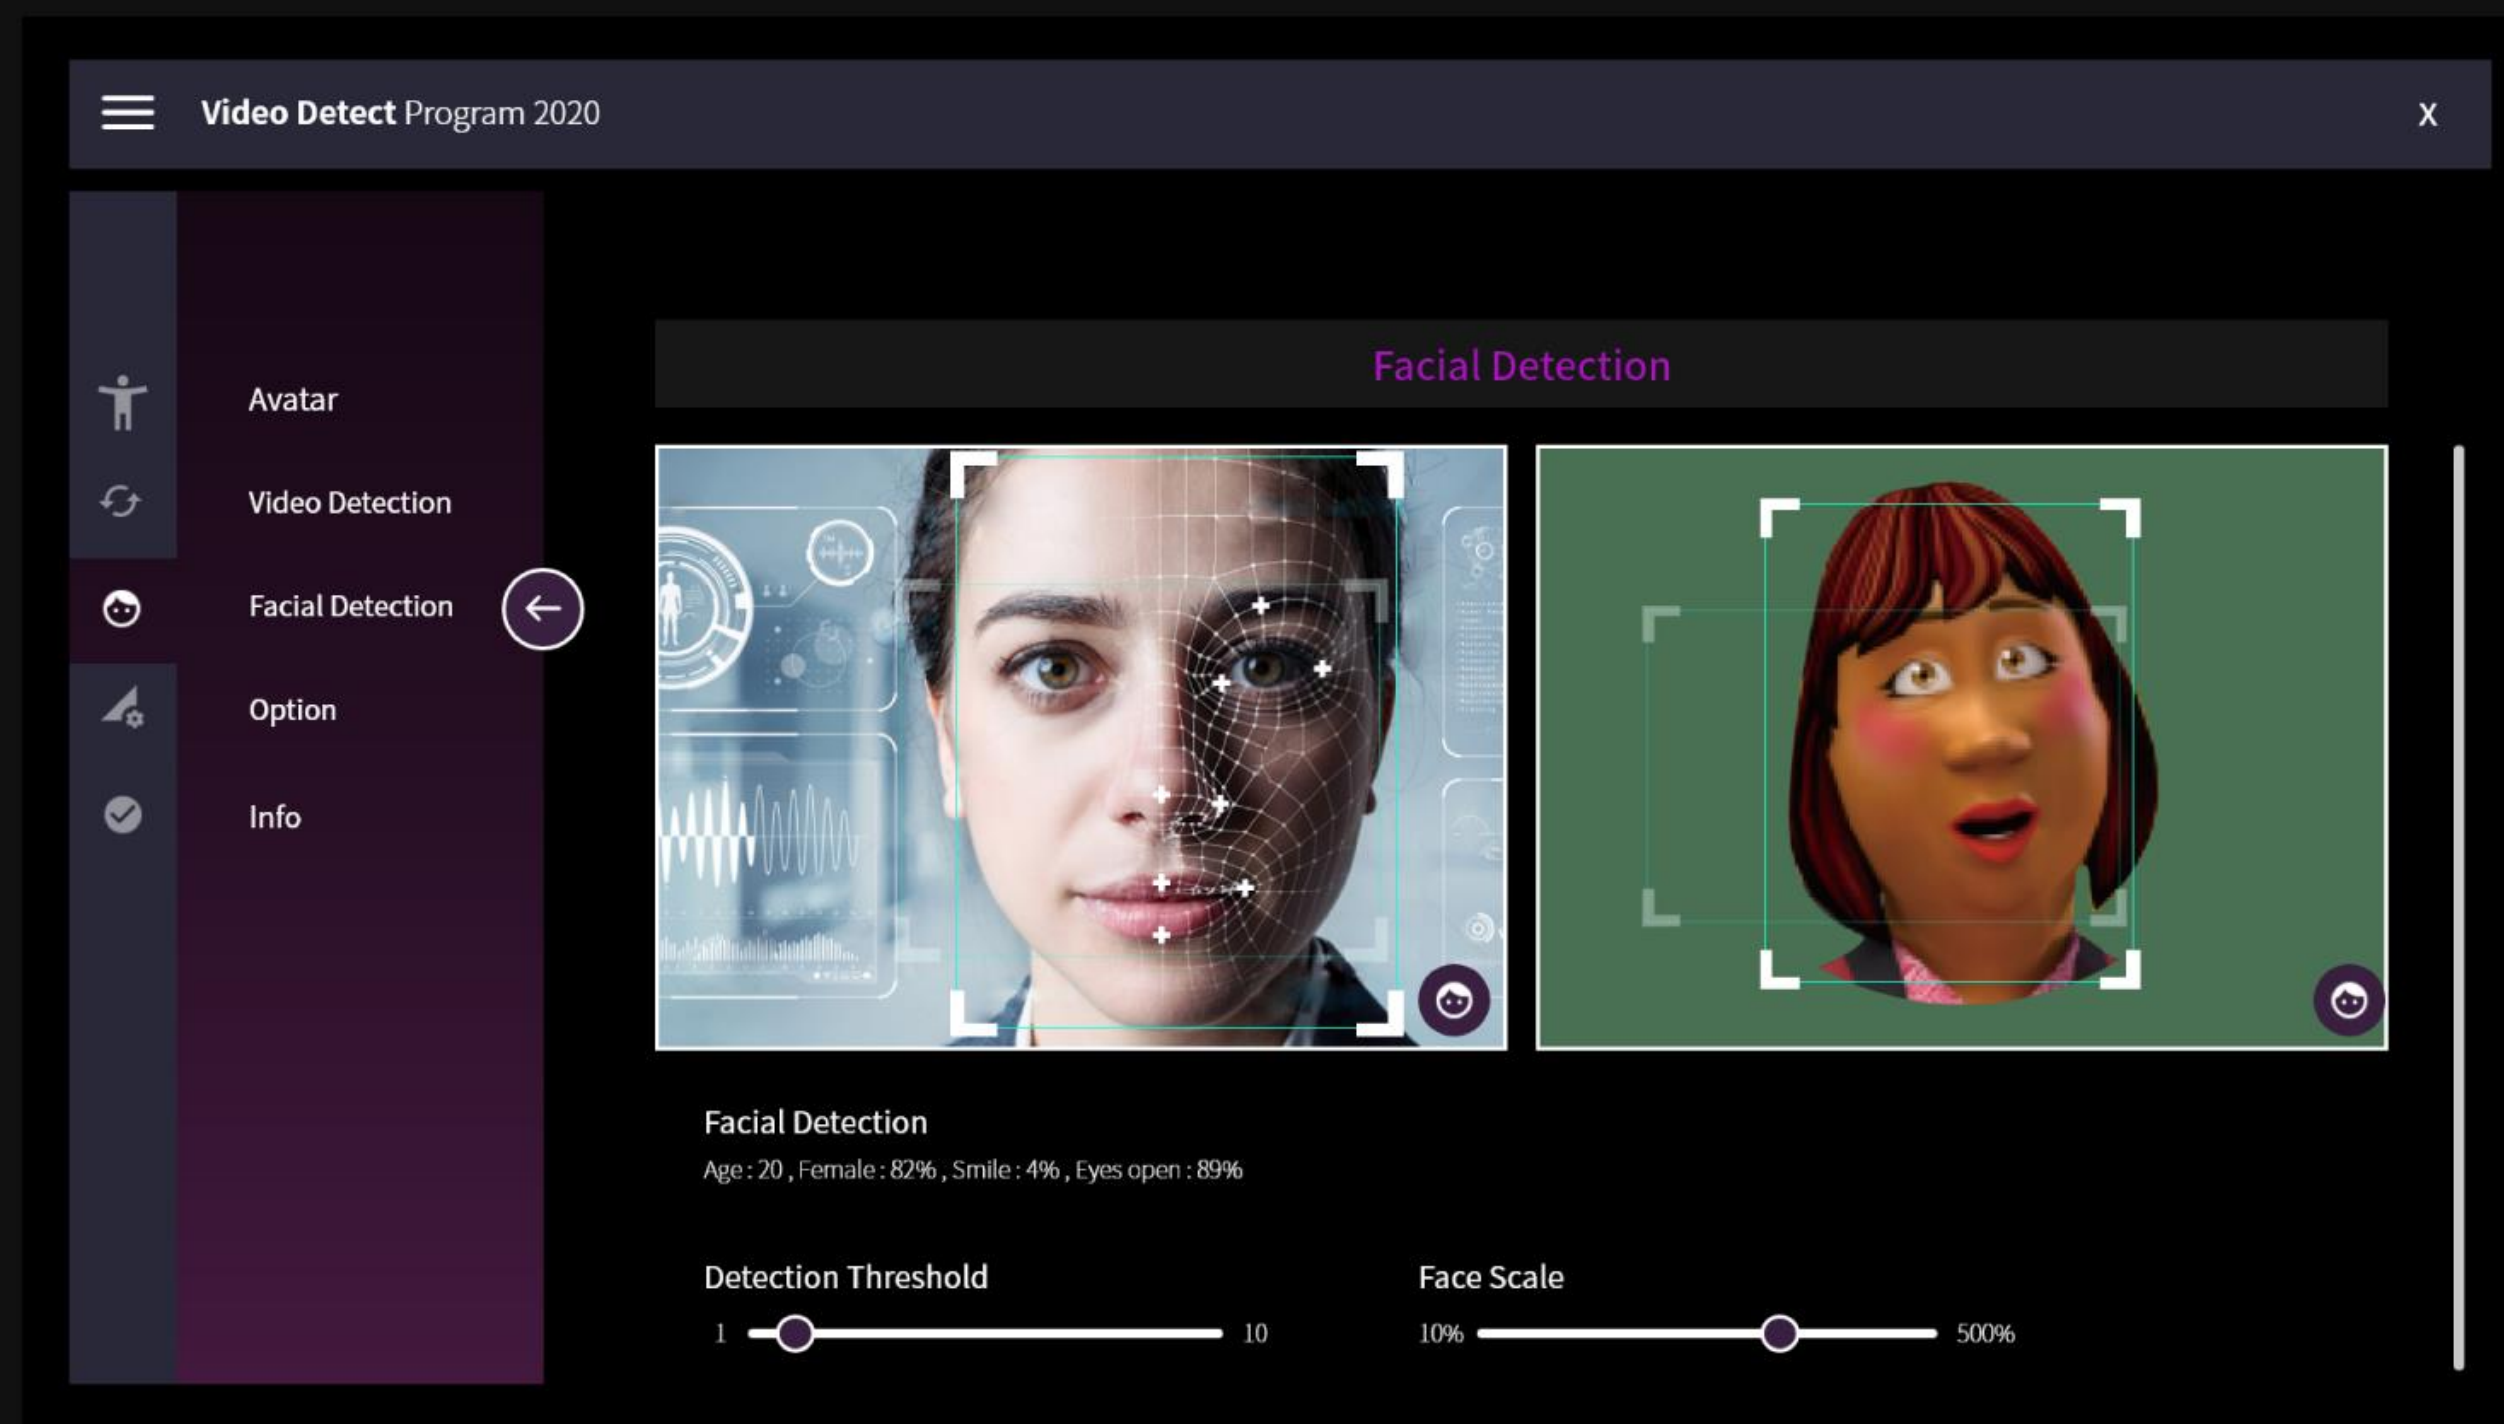 Video Detect Program 2020
X
Avatar
Video Detection
Facial Detection
Option
Info
Facial Detection
Facial Detection
Age : 20 , Female : 82% , Smile : 4% , Eyes open : 89%
Detection Threshold
1 10
Face Scale
10% 500%